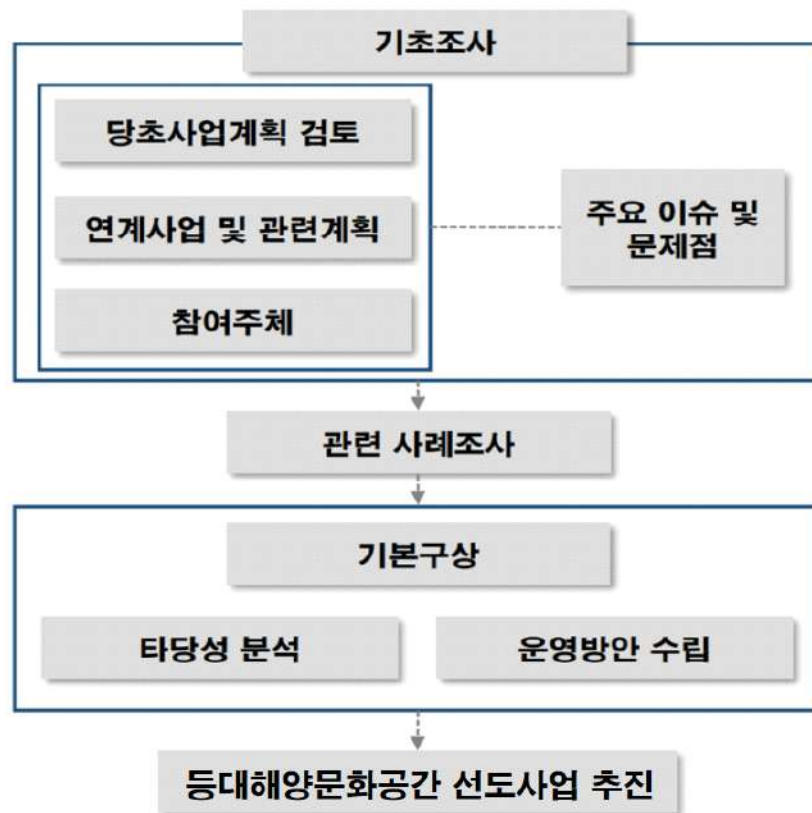 기초조사
당초사업계획 검토
연계사업 및 관련계획
참여주체
주요 이슈 및
문제점
관련 사례조사
기본구상
타당성 분석
운영방안 수립
등대해양문화공간 선도사업 추진